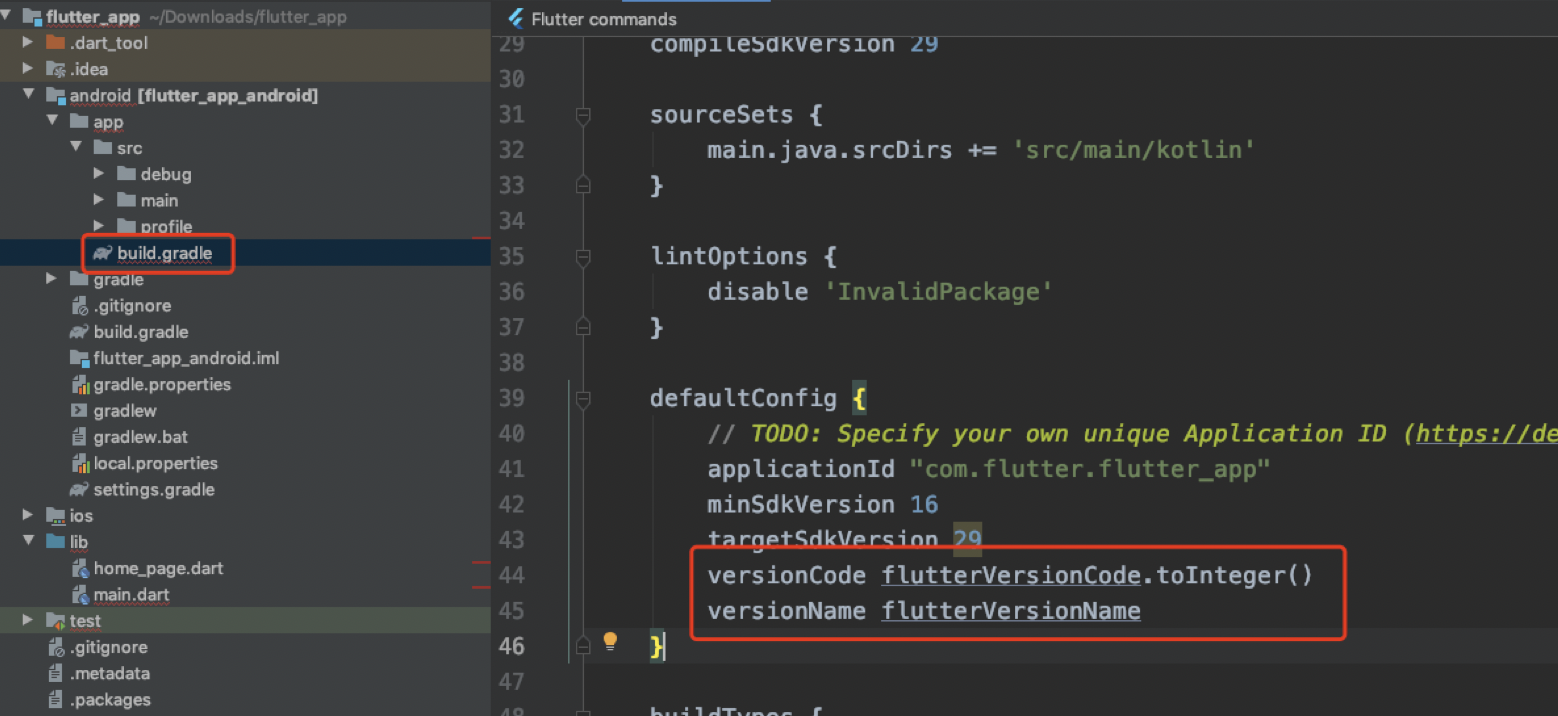 flutter_app ~/Downloads/flutter_app
.dart_tool
.idea
android [flutter_app_android]
app
src
debug
main
profile
build.gradle
gradle
.gitignore
build.gradle
flutter_app_android.iml
gradle.properties
gradlew
gradlew.bat
local.properties
settings.gradle
ios
lib
home_page.dart
main.dart
test
.gitignore
.metadata
.packages
Flutter commands
29 compileSdkVersion 29
30
31 sourceSets {
32 main.java.srcDirs += 'src/main/kotlin'
33 }
34
35 lintOptions {
36 disable 'InvalidPackage'
37 }
38
39 defaultConfig {
40 // TODO: Specify your own unique Application ID (https://de
41 applicationId "com.flutter.flutter_app"
42 minSdkVersion 16
43 targetSdkVersion 29
44 versionCode flutterVersionCode.toInteger()
45 versionName flutterVersionName
46 }
47
48 buildTypes {